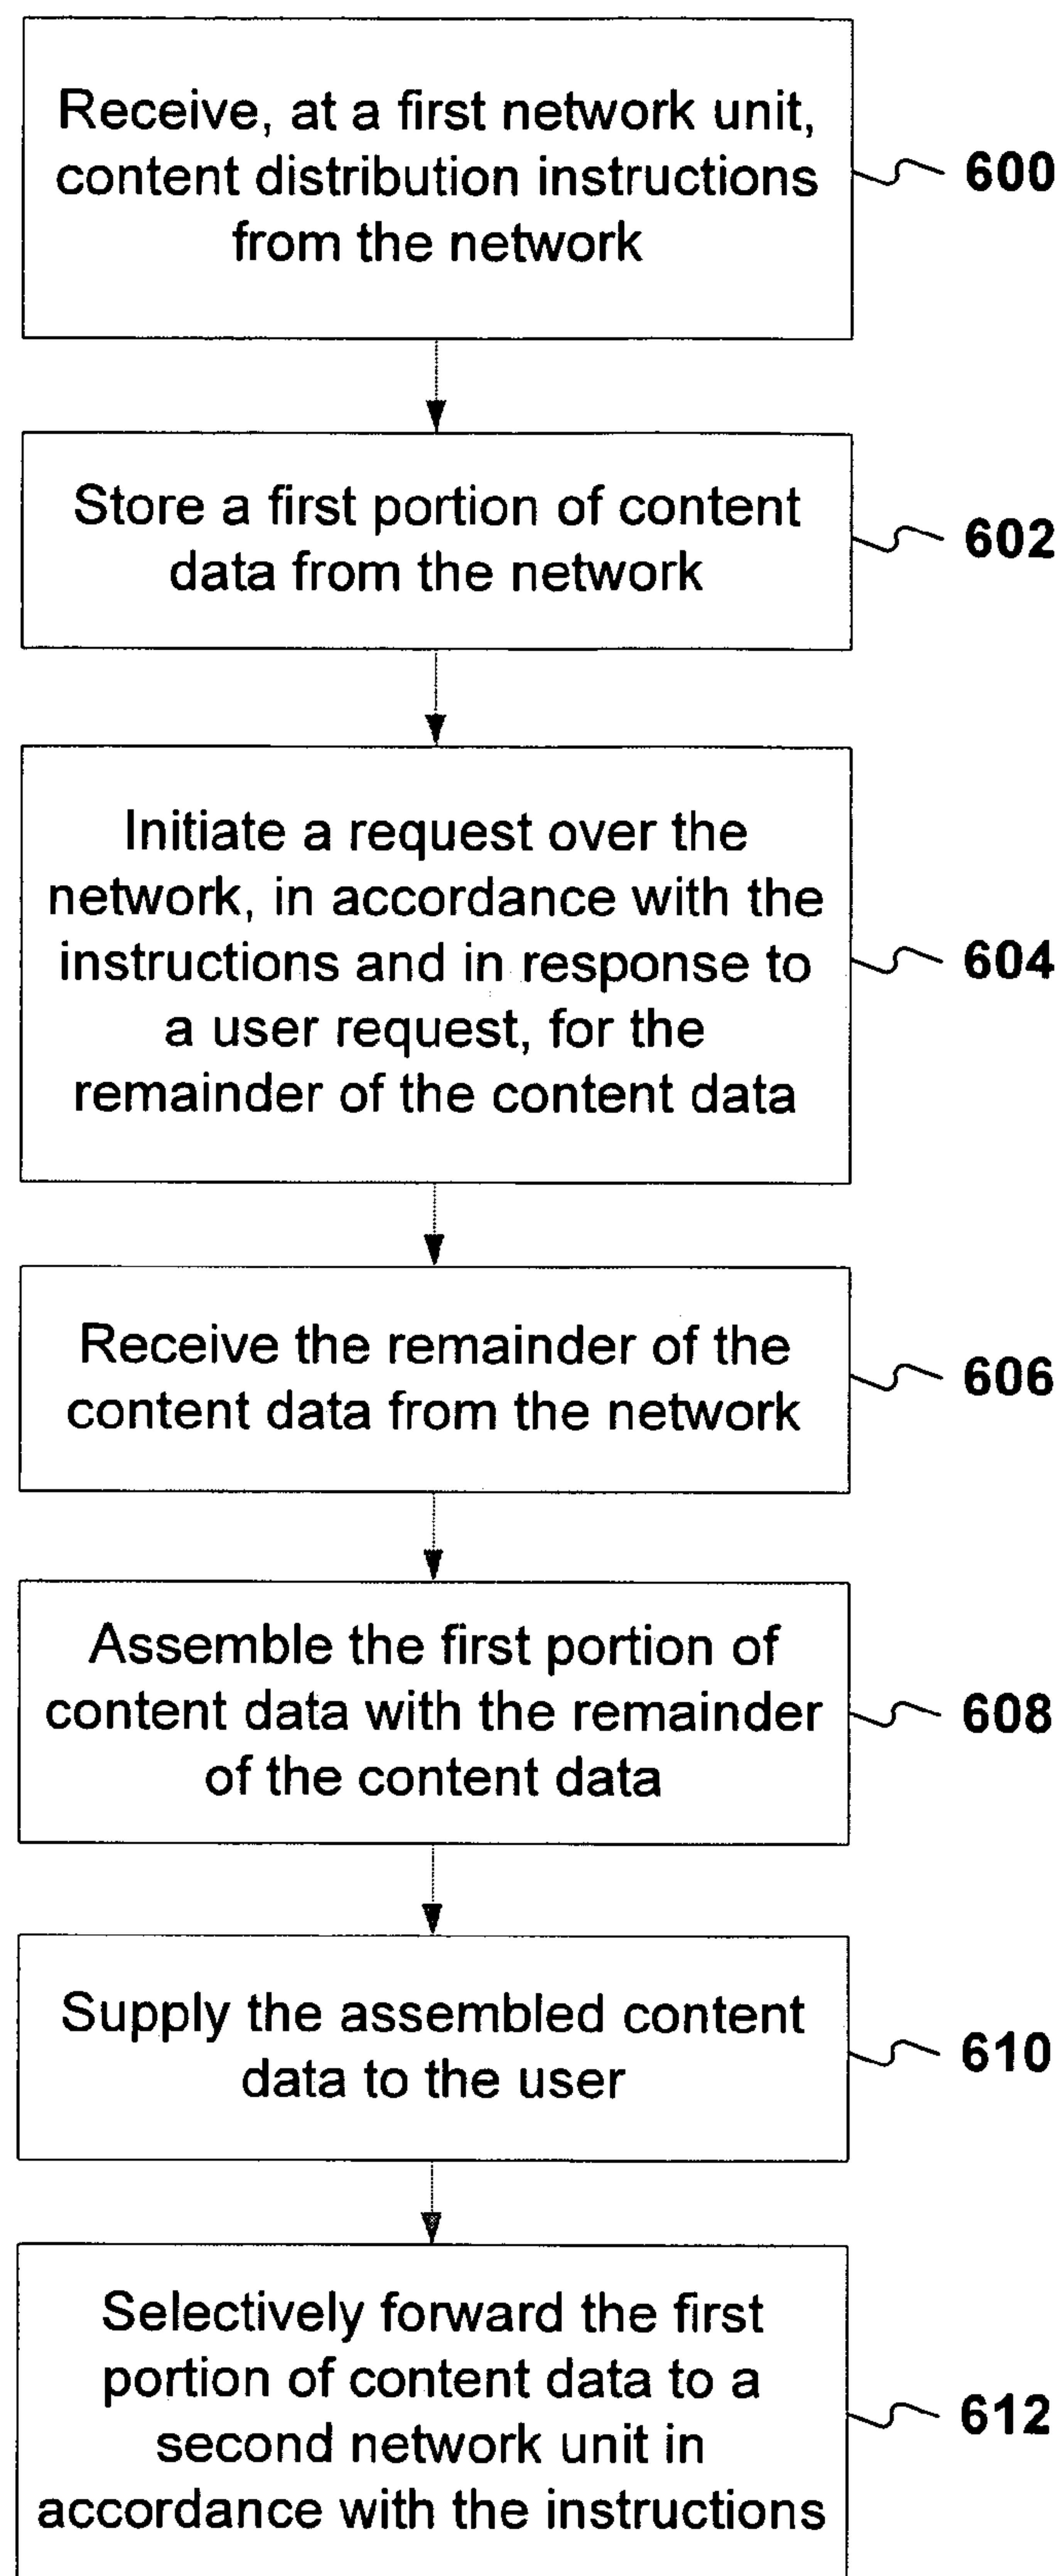 Receive, at a first network unit,
content distribution instructions
from the network
600
Store a first portion of content
data from the network
602
Initiate a request over the
network, in accordance with the
instructions and in response to
a user request, for the
remainder of the content data
604
Receive the remainder of the
content data from the network
606
Assemble the first portion of
content data with the remainder
of the content data
608
Supply the assembled content
data to the user
610
Selectively forward the first
portion of content data to a
second network unit in
accordance with the instructions
612